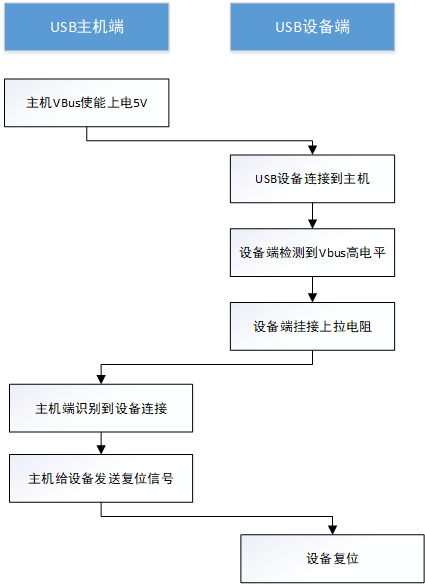 USB主机端
USB设备端
主机VBus使能上电5V
USB设备连接到主机
设备端检测到Vbus高电平
设备端挂接上拉电阻
主机端识别到设备连接
主机给设备发送复位信号
设备复位